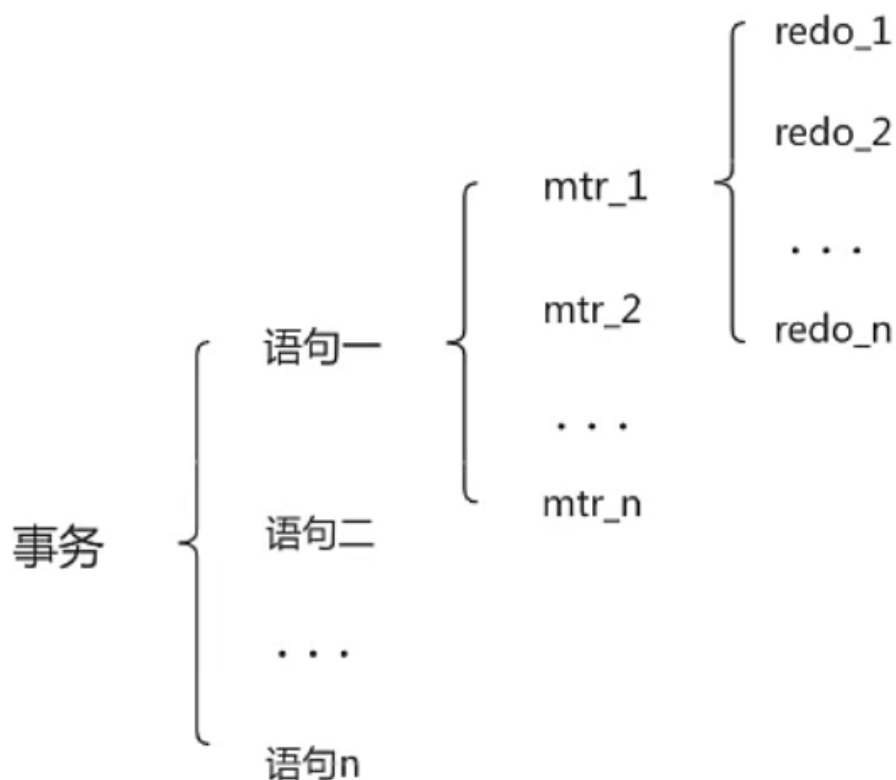 redo_1
redo_2
mtr_1
. . .
mtr_2
redo_n
语句一
. . .
mtr_n
语句二
事务
. . .
语句n